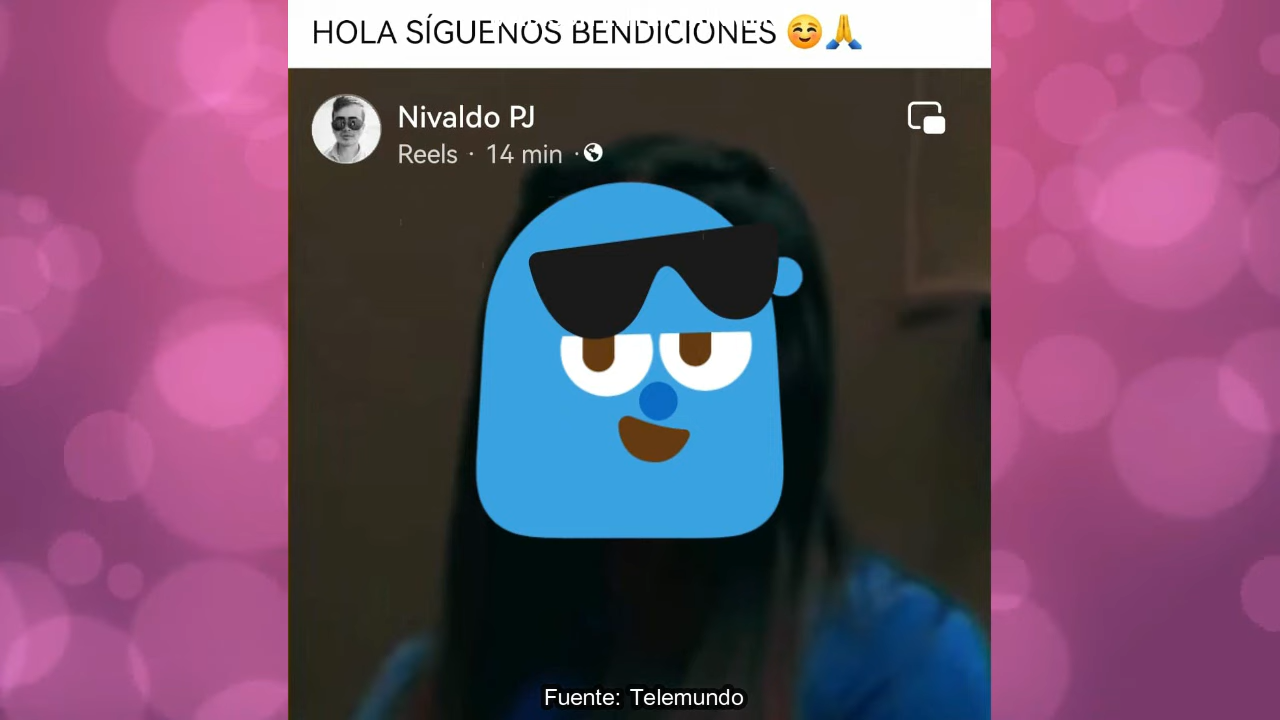 HOLA SÍGUENOS BENDICIONES ☺️🙏
Nivaldo PJ
Reels · 14 min ·
Fuente: Telemundo